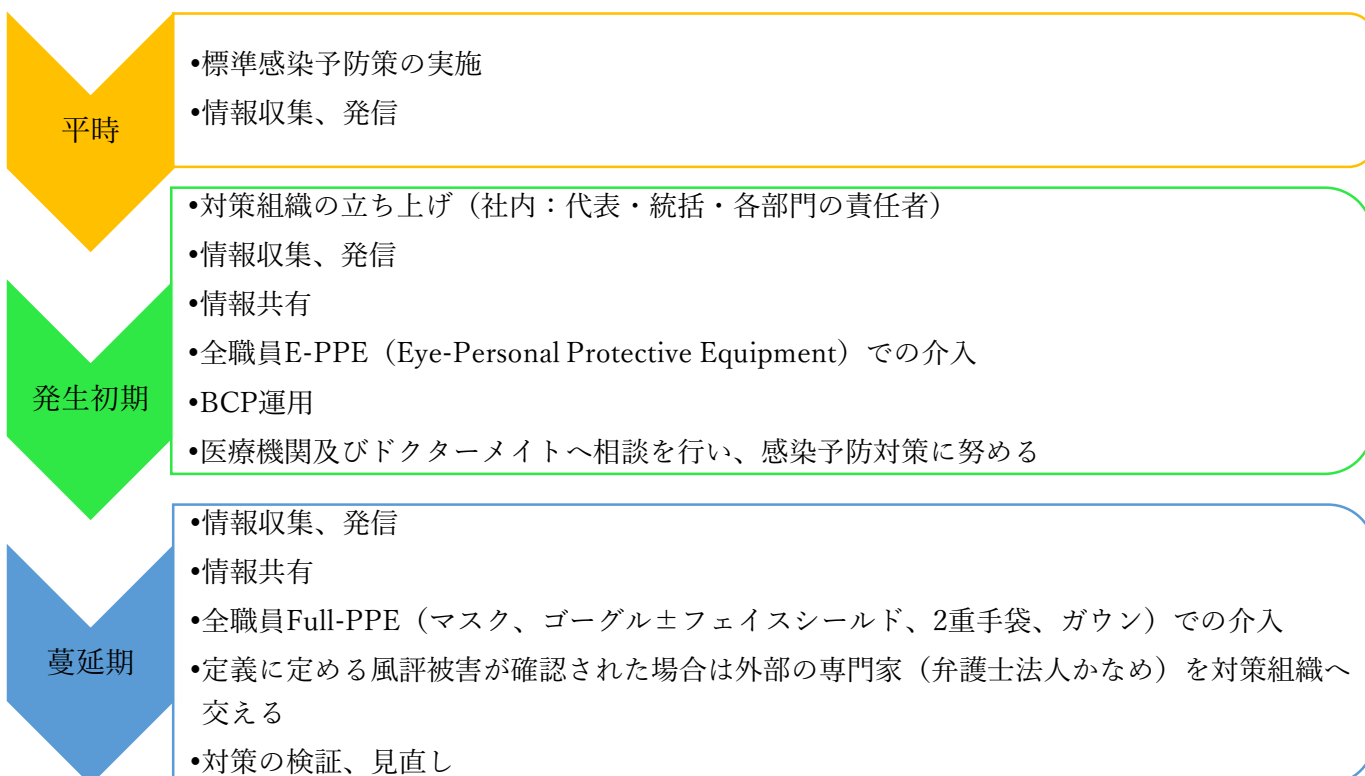 平時
•標準感染予防策の実施
•情報収集、発信
発生初期
•対策組織の立ち上げ（社内：代表・統括・各部門の責任者）
•情報収集、発信
•情報共有
•全職員E-PPE（Eye-Personal Protective Equipment）での介入
•BCP運用
•医療機関及びドクターメイトへ相談を行い、感染予防対策に努める
蔓延期
•情報収集、発信
•情報共有
•全職員Full-PPE（マスク、ゴーグル±フェイスシールド、2重手袋、ガウン）での介入
•定義に定める風評被害が確認された場合は外部の専門家（弁護士法人かなめ）を対策組織へ
交える
•対策の検証、見直し